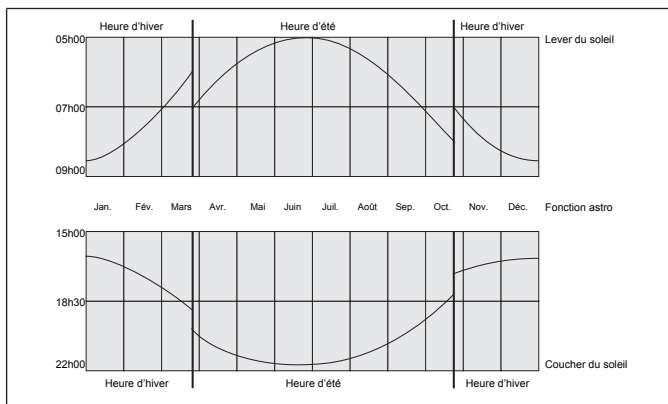 Heure d’hiver Heure d’été Heure d’hiver
05h00 Lever du soleil
07h00
09h00
Jan. Fév. Mars Avr. Mai Juin Juil. Août Sep. Oct. Nov. Déc. Fonction astro
15h00
18h30
22h00 Coucher du soleil
Heure d’hiver Heure d’été Heure d’hiver